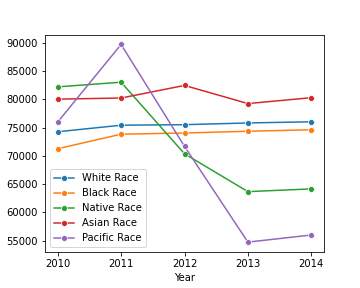 90000
85000
80000
75000
70000
65000
60000
55000
White Race
Black Race
Native Race
Asian Race
Pacific Race
2010 2011 2012 2013 2014
Year